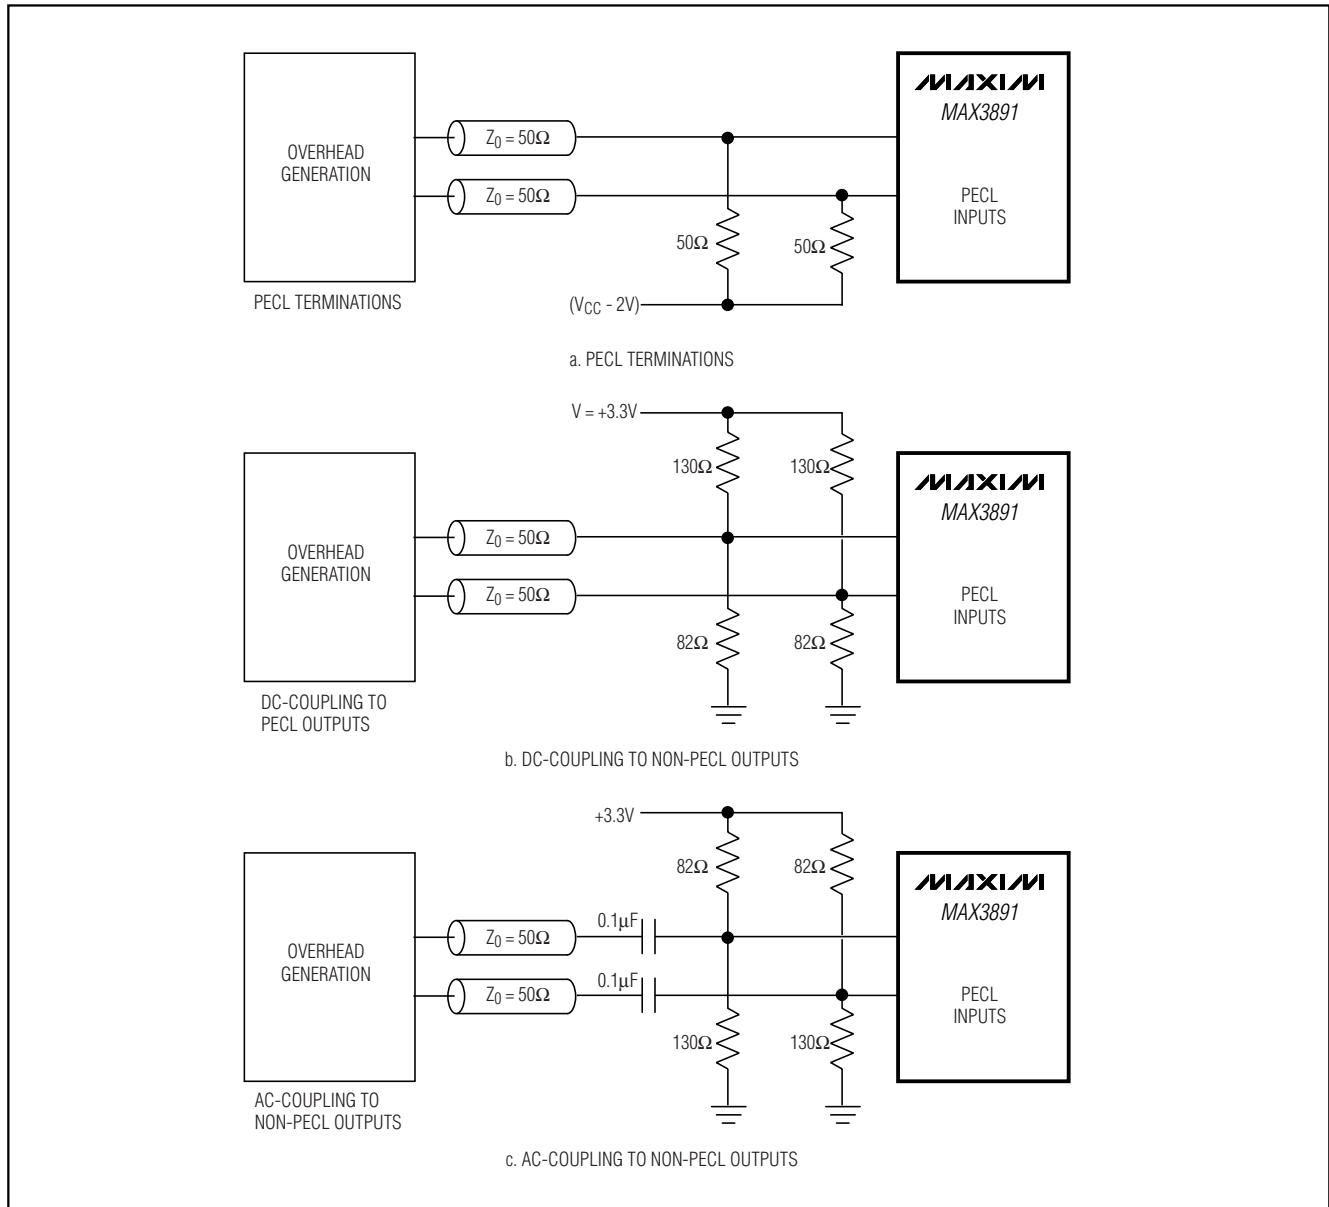 MAXIM
MAX3891
OVERHEAD
GENERATION
Z0 = 50Ω
Z0 = 50Ω
PECL
INPUTS
50Ω
50Ω
PECL TERMINATIONS
(VCC - 2V)
a. PECL TERMINATIONS
V = +3.3V
130Ω
130Ω
MAXIM
MAX3891
OVERHEAD
GENERATION
Z0 = 50Ω
Z0 = 50Ω
PECL
INPUTS
82Ω
82Ω
DC-COUPLING TO
PECL OUTPUTS
b. DC-COUPLING TO NON-PECL OUTPUTS
+3.3V
82Ω
82Ω
MAXIM
MAX3891
OVERHEAD
GENERATION
0.1μF
Z0 = 50Ω
0.1μF
Z0 = 50Ω
PECL
INPUTS
130Ω
130Ω
AC-COUPLING TO
NON-PECL OUTPUTS
c. AC-COUPLING TO NON-PECL OUTPUTS